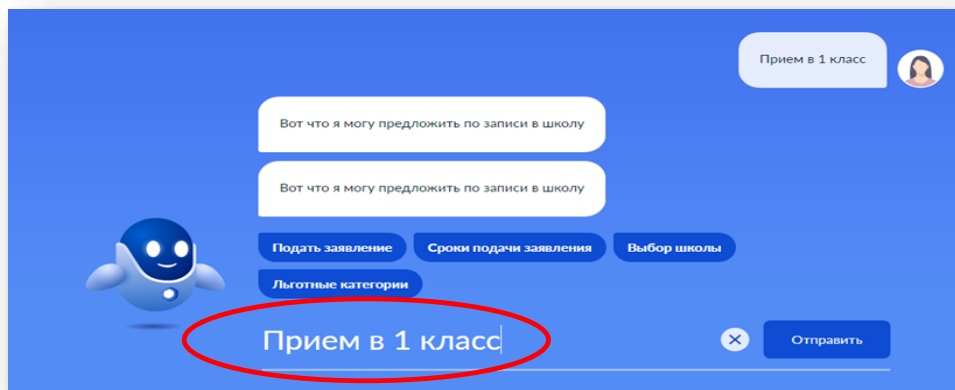 Прием в 1 класс
Вот что я могу предложить по записи в школу
Вот что я могу предложить по записи в школу
Подать заявление Сроки подачи заявления Выбор школы
Льготные категории
Прием в 1 класс Отправить